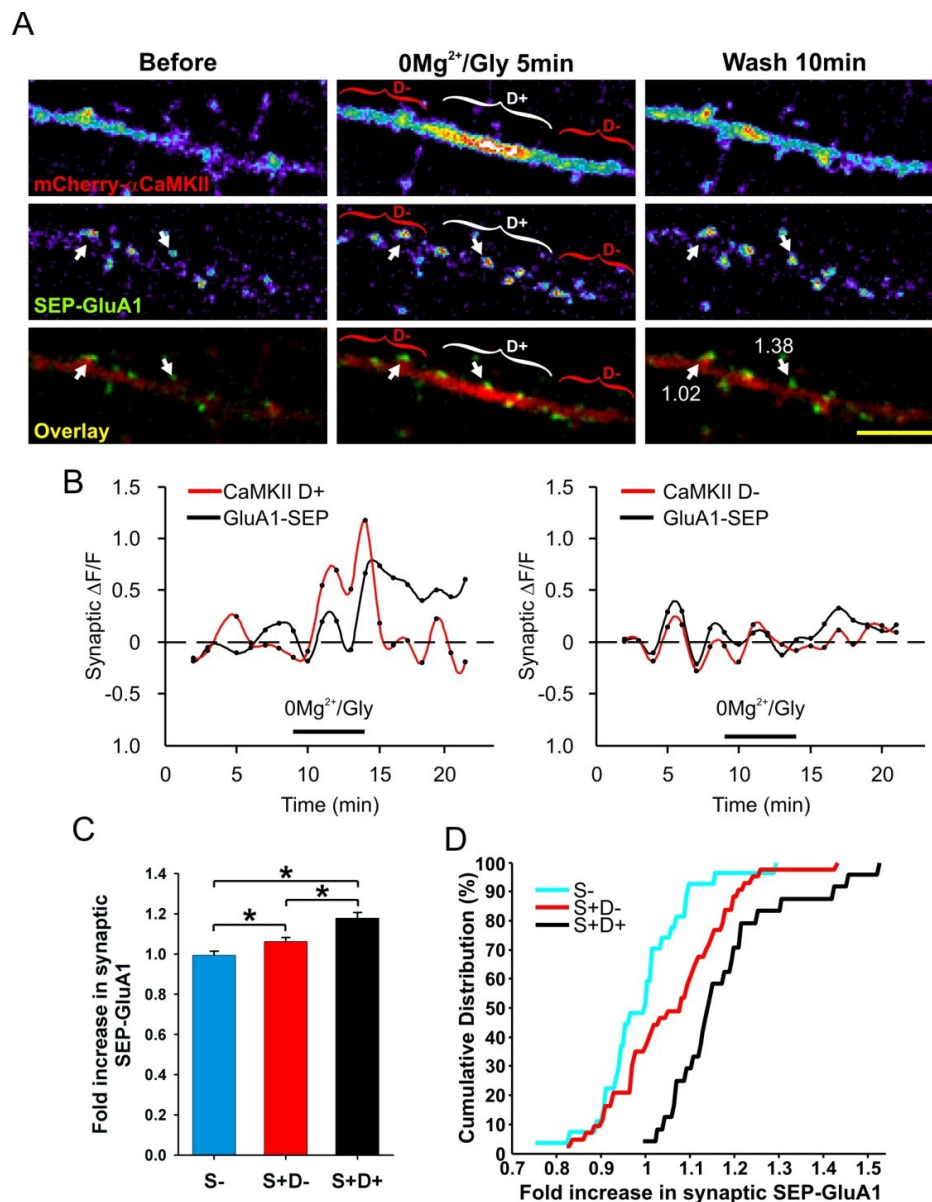 A
Before
0Mg²⁺/Gly 5min
Wash 10min
D-
D+
D-
mCherry-αCaMKII
D-
D+
D-
SEP-GluA1
D-
D+
D-
1.38
1.02
Overlay
B
1.5
CaMKII D+
GluA1-SEP
1.0
0.5
0
-0.5
1.0
Synaptic ΔF/F
0Mg²⁺/Gly
0 5 10 15 20
Time (min)
1.5
CaMKII D-
GluA1-SEP
1.0
0.5
0
-0.5
1.0
Synaptic ΔF/F
0Mg²⁺/Gly
0 5 10 15 20
Time (min)
C
Fold increase in synaptic
SEP-GluA1
1.4
1.2
1.0
0.8
0.6
0.4
0.2
0.0
* * *
S- S+D- S+D+
D
Cumulative Distribution (%)
100
90
80
70
60
50
40
30
20
10
0
S-
S+D-
S+D+
0.7 0.8 0.9 1 1.1 1.2 1.3 1.4 1.5
Fold increase in synaptic SEP-GluA1